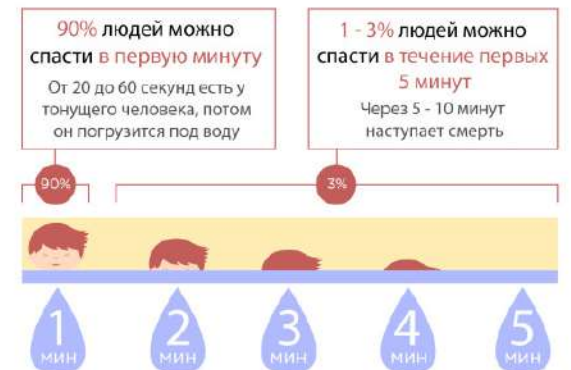 90% людей можно
спасти в первую минуту
От 20 до 60 секунд есть у
тонущего человека, потом
он погрузится под воду
1 - 3% людей можно
спасти в течение первых
5 минут
Через 5 - 10 минут
наступает смерть
90%
3%
1
мин
2
мин
3
мин
4
мин
5
мин